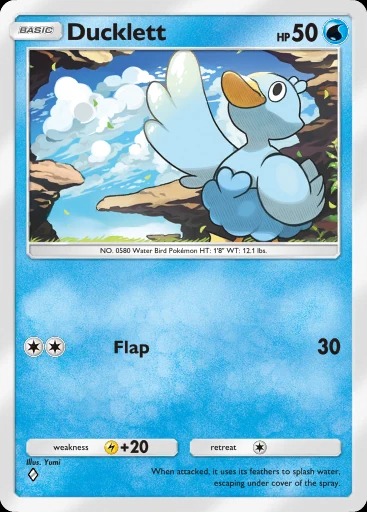 BASIC Ducklett HP 50
NO. 0580 Water Bird Pokémon HT: 1'8" WT: 12.1 lbs.
Flap 30
weakness +20 retreat
Illus. Yumi
When attacked, it uses its feathers to splash water,
escaping under cover of the spray.